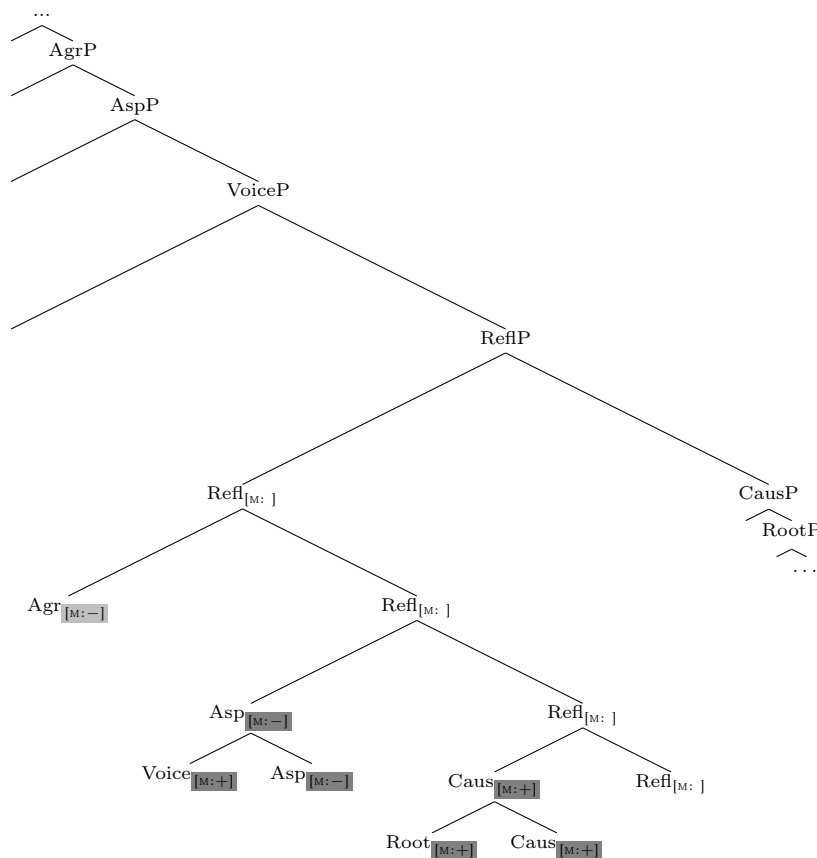 ...
AgrP
AspP
VoiceP
ReflP
Refl[M: ] CausP
RootP
...
Agr[M:−] Refl[M: ]
Asp[M:−] Refl[M: ]
Voice[M:+] Asp[M:−] Caus[M:+] Refl[M: ]
Root[M:+] Caus[M:+]